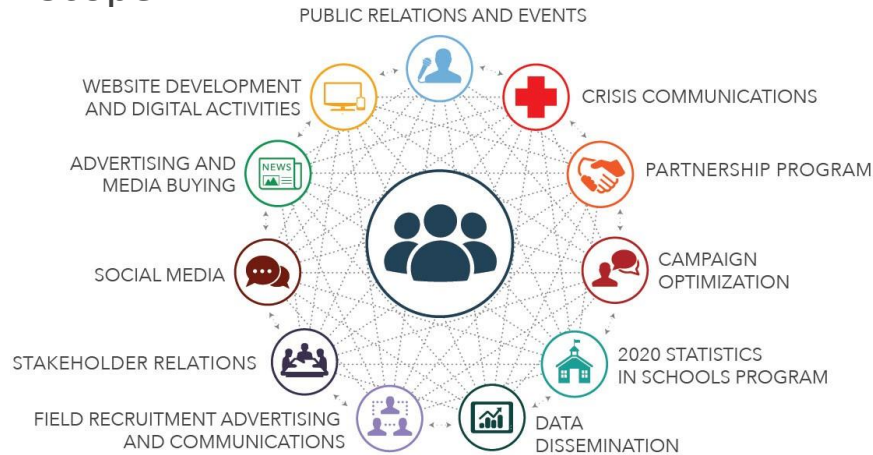 PUBLIC RELATIONS AND EVENTS
WEBSITE DEVELOPMENT
AND DIGITAL ACTIVITIES
CRISIS COMMUNICATIONS
ADVERTISING AND
MEDIA BUYING
NEWS
PARTNERSHIP PROGRAM
SOCIAL MEDIA
CAMPAIGN
OPTIMIZATION
STAKEHOLDER RELATIONS
2020 STATISTICS
IN SCHOOLS PROGRAM
FIELD RECRUITMENT ADVERTISING
AND COMMUNICATIONS
DATA
DISSEMINATION